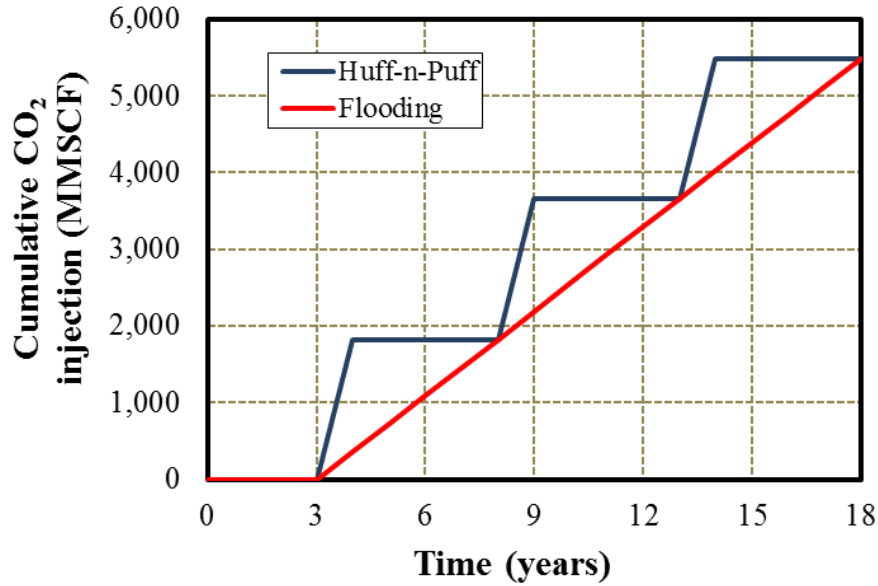 6,000
5,000
4,000
3,000
2,000
1,000
0
Huff-n-Puff
Flooding
Cumulative CO₂
injection (MMSCF)
0 3 6 9 12 15 18
Time (years)